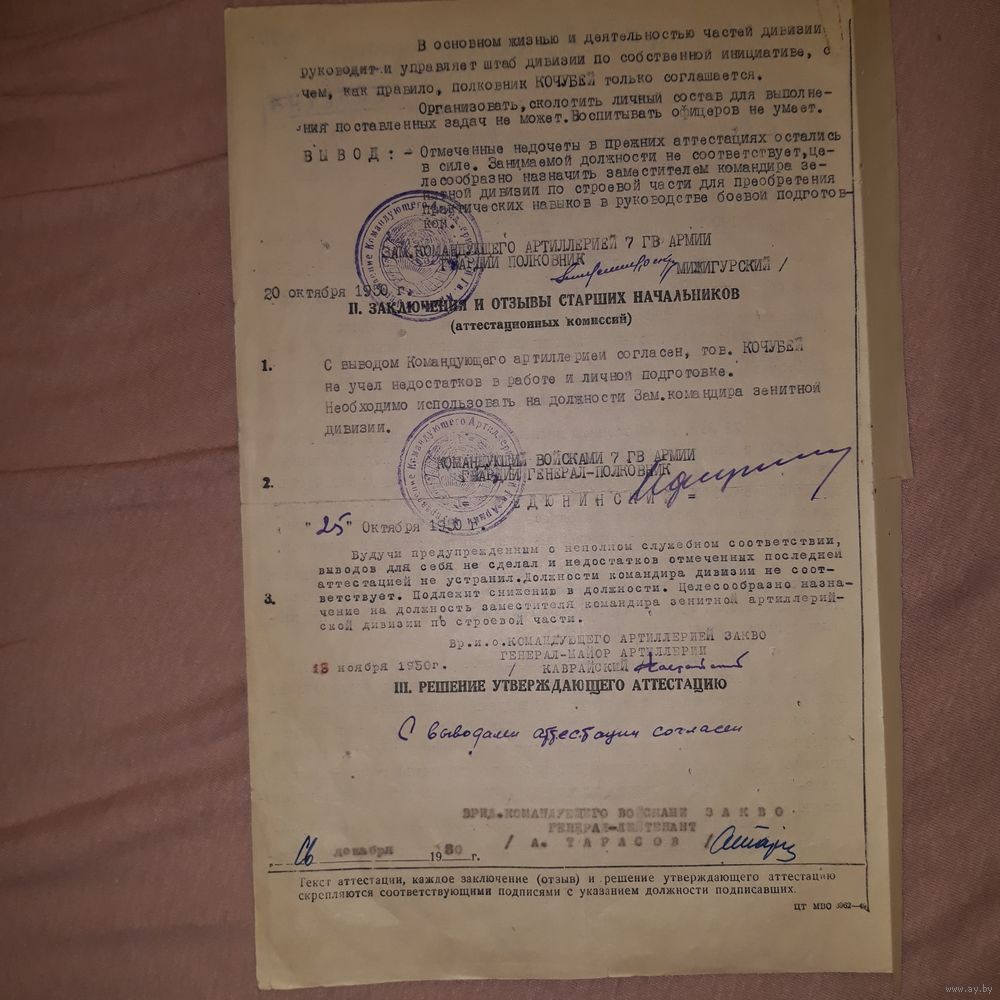 В основном жизнью и деятельностью частей дивизии
руководит и управляет штаб дивизии по собственной инициативе, с
чем, как правило, полковник КОЧУБЕЙ только соглашается.
Организовать, сколотить личный состав для выполне-
ния поставленных задач не может. Воспитывать офицеров не умеет.
ВЫВОД: - Отмеченные недочеты в прежних аттестациях остались
в силе. Занимаемой должности не соответствует, це-
лесообразно назначить заместителем командира зе-
нитной дивизии по строевой части для преобретения
практических навыков в руководстве боевой подготов-
кой.
ЗАМ. КОМАНДУЮЩЕГО АРТИЛЛЕРИЕЙ 7 ГВ АРМИИ
ГВАРДИИ ПОЛКОВНИК /МИЖИГУРСКИЙ/
20 октября 1950 г.
II. ЗАКЛЮЧЕНИЯ И ОТЗЫВЫ СТАРШИХ НАЧАЛЬНИКОВ
(аттестационных комиссий)
1. С выводом Командующего артиллерией согласен, тов. КОЧУБЕЙ
не учел недостатков в работе и личной подготовке.
Необходимо использовать на должности Зам.командира зенитной
дивизии.
КОМАНДУЮЩИЙ ВОЙСКАМИ 7 ГВ АРМИИ
2. ГВАРДИИ ГЕНЕРАЛ-ПОЛКОВНИК
"25" Октября 1950 г.
Будучи предупрежденным о неполном служебном соответствии,
выводов для себя не сделал и недостатков отмеченных последней
аттестацией не устранил. Должности командира дивизии не соот-
3. ветствует. Подлежит снижению в должности. Целесообразно назна-
чение на должность заместителя командира зенитной артиллерий-
ской дивизии по строевой части.
Вр.и.о. КОМАНДУЮЩЕГО АРТИЛЛЕРИЕЙ ЗАКВО
ГЕНЕРАЛ-МАЙОР АРТИЛЛЕРИИ
13 ноября 1950г. / КАВРАЙСКИЙ
III. РЕШЕНИЕ УТВЕРЖДАЮЩЕГО АТТЕСТАЦИЮ
С выводами аттестации согласен
ВРИД. КОМАНДУЮЩЕГО ВОЙСКАМИ ЗАКВО
ГЕНЕРАЛ-ЛЕЙТЕНАНТ
декабря 1950 г. / А. ТАРАСОВ /
Текст аттестации, каждое заключение (отзыв) и решение утверждающего аттестацию
скрепляются соответствующими подписями с указанием должности подписавших.
ЦТ МВО
www.ay.by